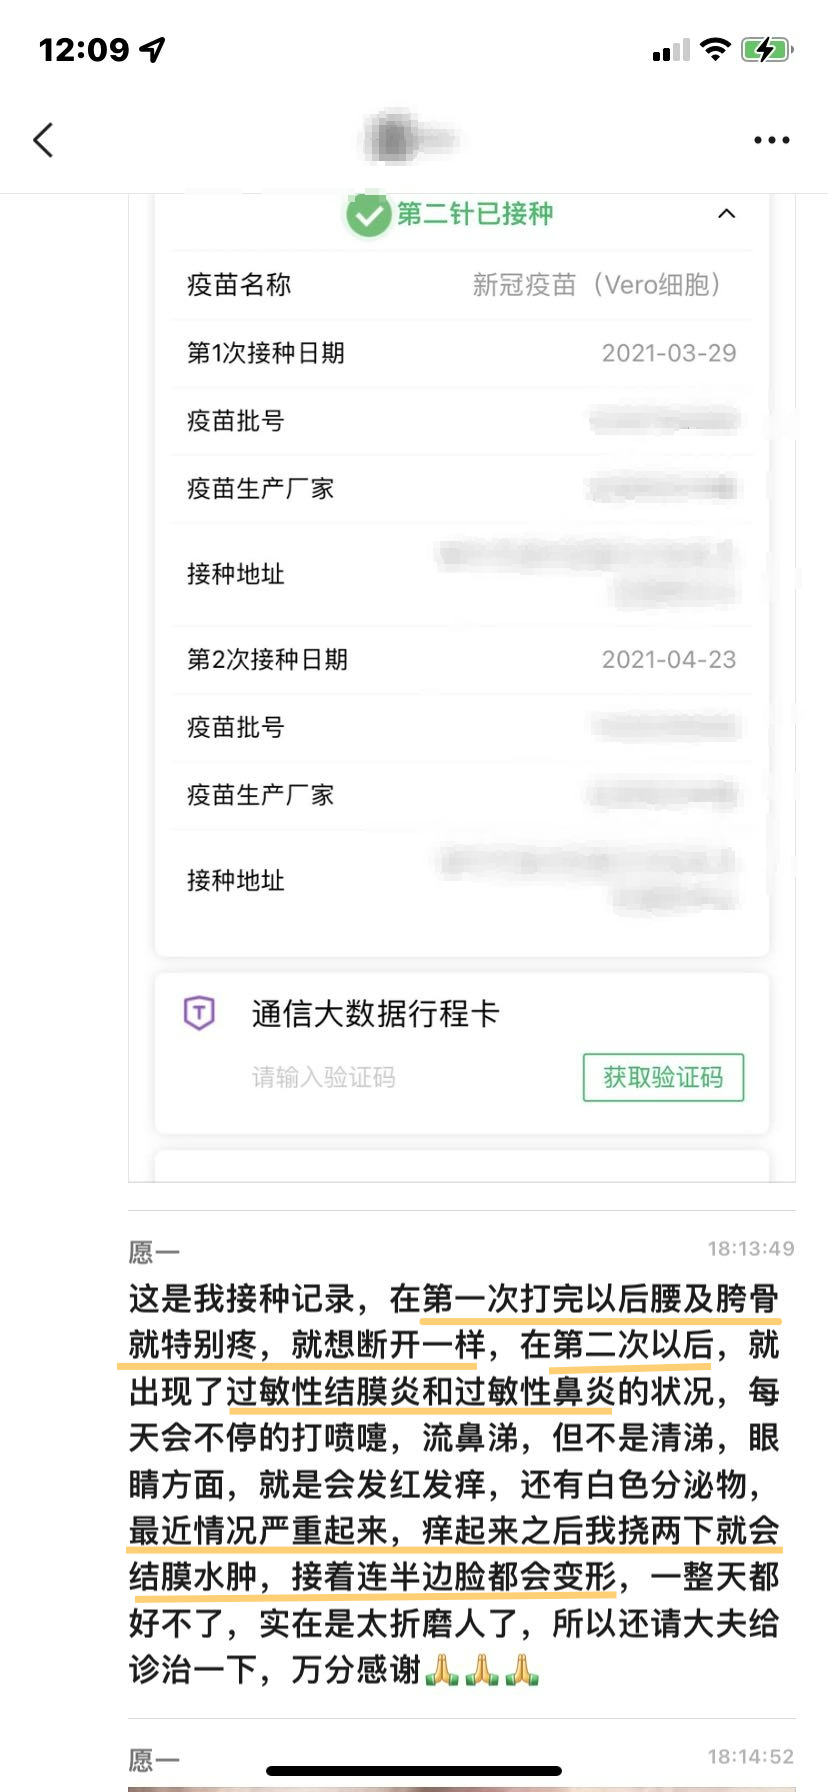 12:09
第二针已接种
疫苗名称 新冠疫苗（Vero细胞）
第1次接种日期 2021-03-29
疫苗批号
疫苗生产厂家
接种地址
第2次接种日期 2021-04-23
疫苗批号
疫苗生产厂家
接种地址
通信大数据行程卡
请输入验证码 获取验证码
愿一 18:13:49
这是我接种记录，在第一次打完以后腰及胯骨
就特别疼，就想断开一样，在第二次以后，就
出现了过敏性结膜炎和过敏性鼻炎的状况，每
天会不停的打喷嚏，流鼻涕，但不是清涕，眼
睛方面，就是会发红发痒，还有白色分泌物，
最近情况严重起来，痒起来之后我挠两下就会
结膜水肿，接着连半边脸都会变形，一整天都
好不了，实在是太折磨人了，所以还请大夫给
诊治一下，万分感谢🙏🙏🙏
愿一 18:14:52